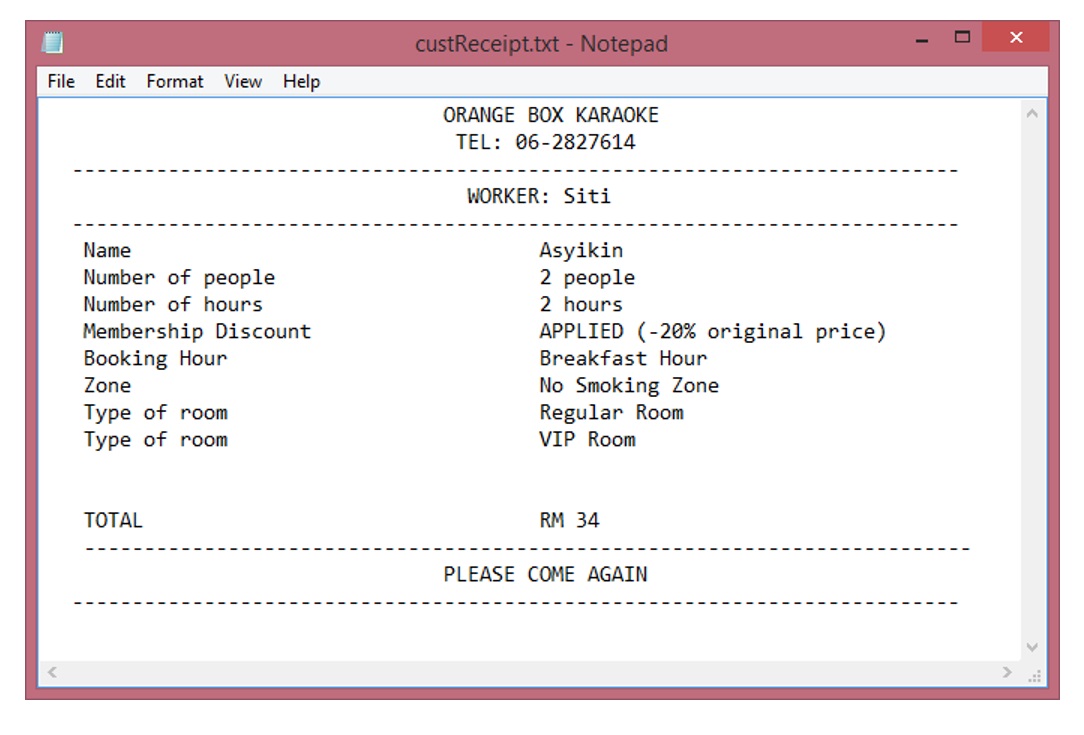 custReceipt.txt - Notepad
File Edit Format View Help
ORANGE BOX KARAOKE
TEL: 06-2827614
--------------------------------------------------------------------------
WORKER: Siti
--------------------------------------------------------------------------
Name Asyikin
Number of people 2 people
Number of hours 2 hours
Membership Discount APPLIED (-20% original price)
Booking Hour Breakfast Hour
Zone No Smoking Zone
Type of room Regular Room
Type of room VIP Room
TOTAL RM 34
--------------------------------------------------------------------------
PLEASE COME AGAIN
--------------------------------------------------------------------------